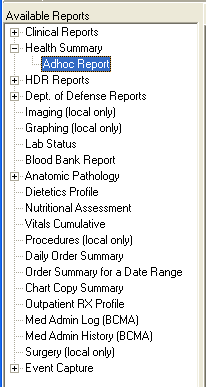 Available Reports
Clinical Reports
Health Summary
Adhoc Report
HDR Reports
Dept. of Defense Reports
Imaging (local only)
Graphing (local only)
Lab Status
Blood Bank Report
Anatomic Pathology
Dietetics Profile
Nutritional Assessment
Vitals Cumulative
Procedures (local only)
Daily Order Summary
Order Summary for a Date Range
Chart Copy Summary
Outpatient RX Profile
Med Admin Log (BCMA)
Med Admin History (BCMA)
Surgery (local only)
Event Capture